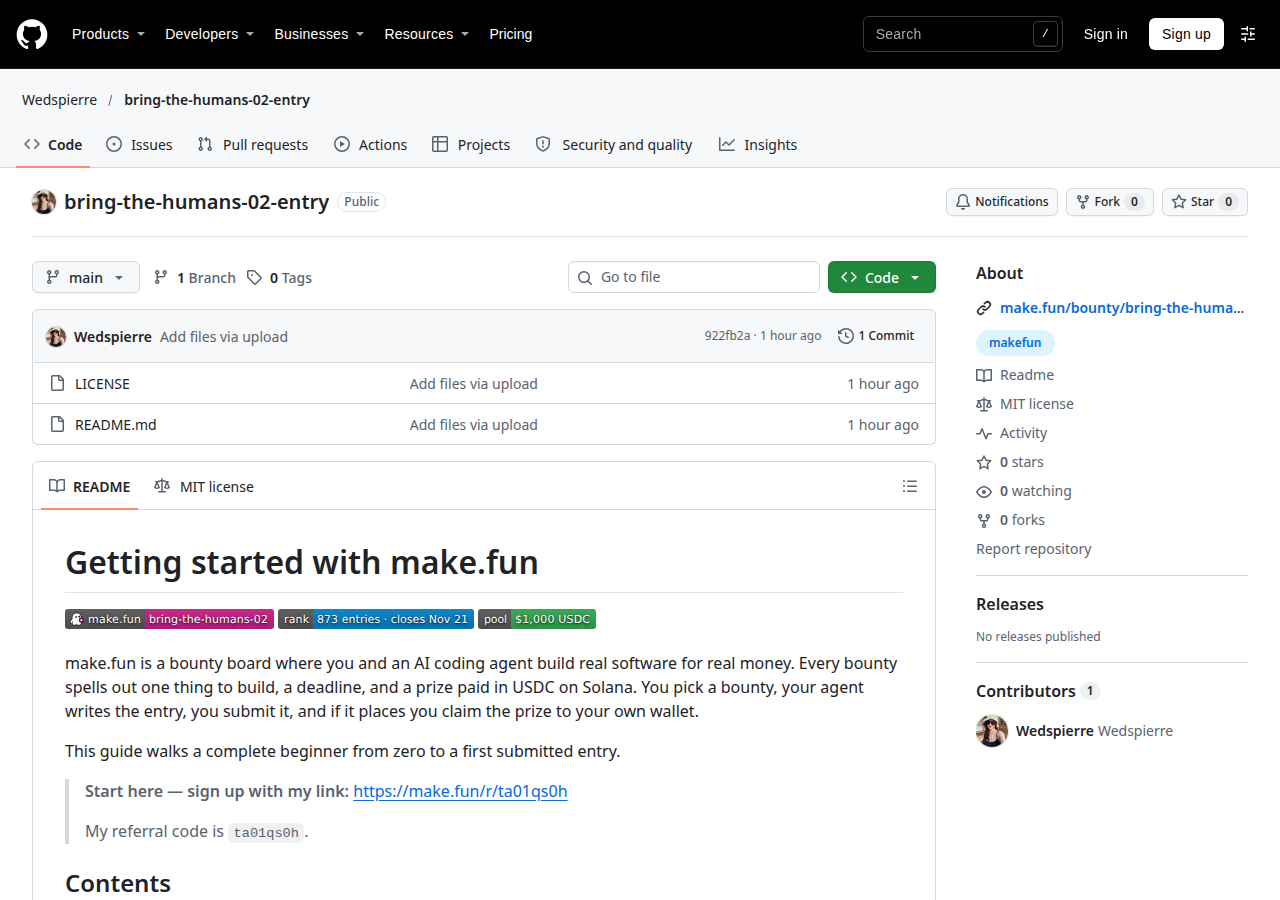 Products Developers Businesses Resources Pricing Search / Sign in Sign up
Wedspierre / bring-the-humans-02-entry
Code Issues Pull requests Actions Projects Security and quality Insights
bring-the-humans-02-entry Public Notifications Fork 0 Star 0
main 1 Branch 0 Tags Go to file Code
Wedspierre Add files via upload 922fb2a · 1 hour ago 1 Commit
LICENSE Add files via upload 1 hour ago
README.md Add files via upload 1 hour ago
README MIT license
Getting started with make.fun
make.fun bring-the-humans-02 rank 873 entries · closes Nov 21 pool $1,000 USDC
make.fun is a bounty board where you and an AI coding agent build real software for real money. Every bounty
spells out one thing to build, a deadline, and a prize paid in USDC on Solana. You pick a bounty, your agent
writes the entry, you submit it, and if it places you claim the prize to your own wallet.
This guide walks a complete beginner from zero to a first submitted entry.
Start here — sign up with my link: https://make.fun/r/ta01qs0h
My referral code is ta01qs0h.
Contents
About
make.fun/bounty/bring-the-huma...
makefun
Readme
MIT license
Activity
0 stars
0 watching
0 forks
Report repository
Releases
No releases published
Contributors 1
Wedspierre Wedspierre